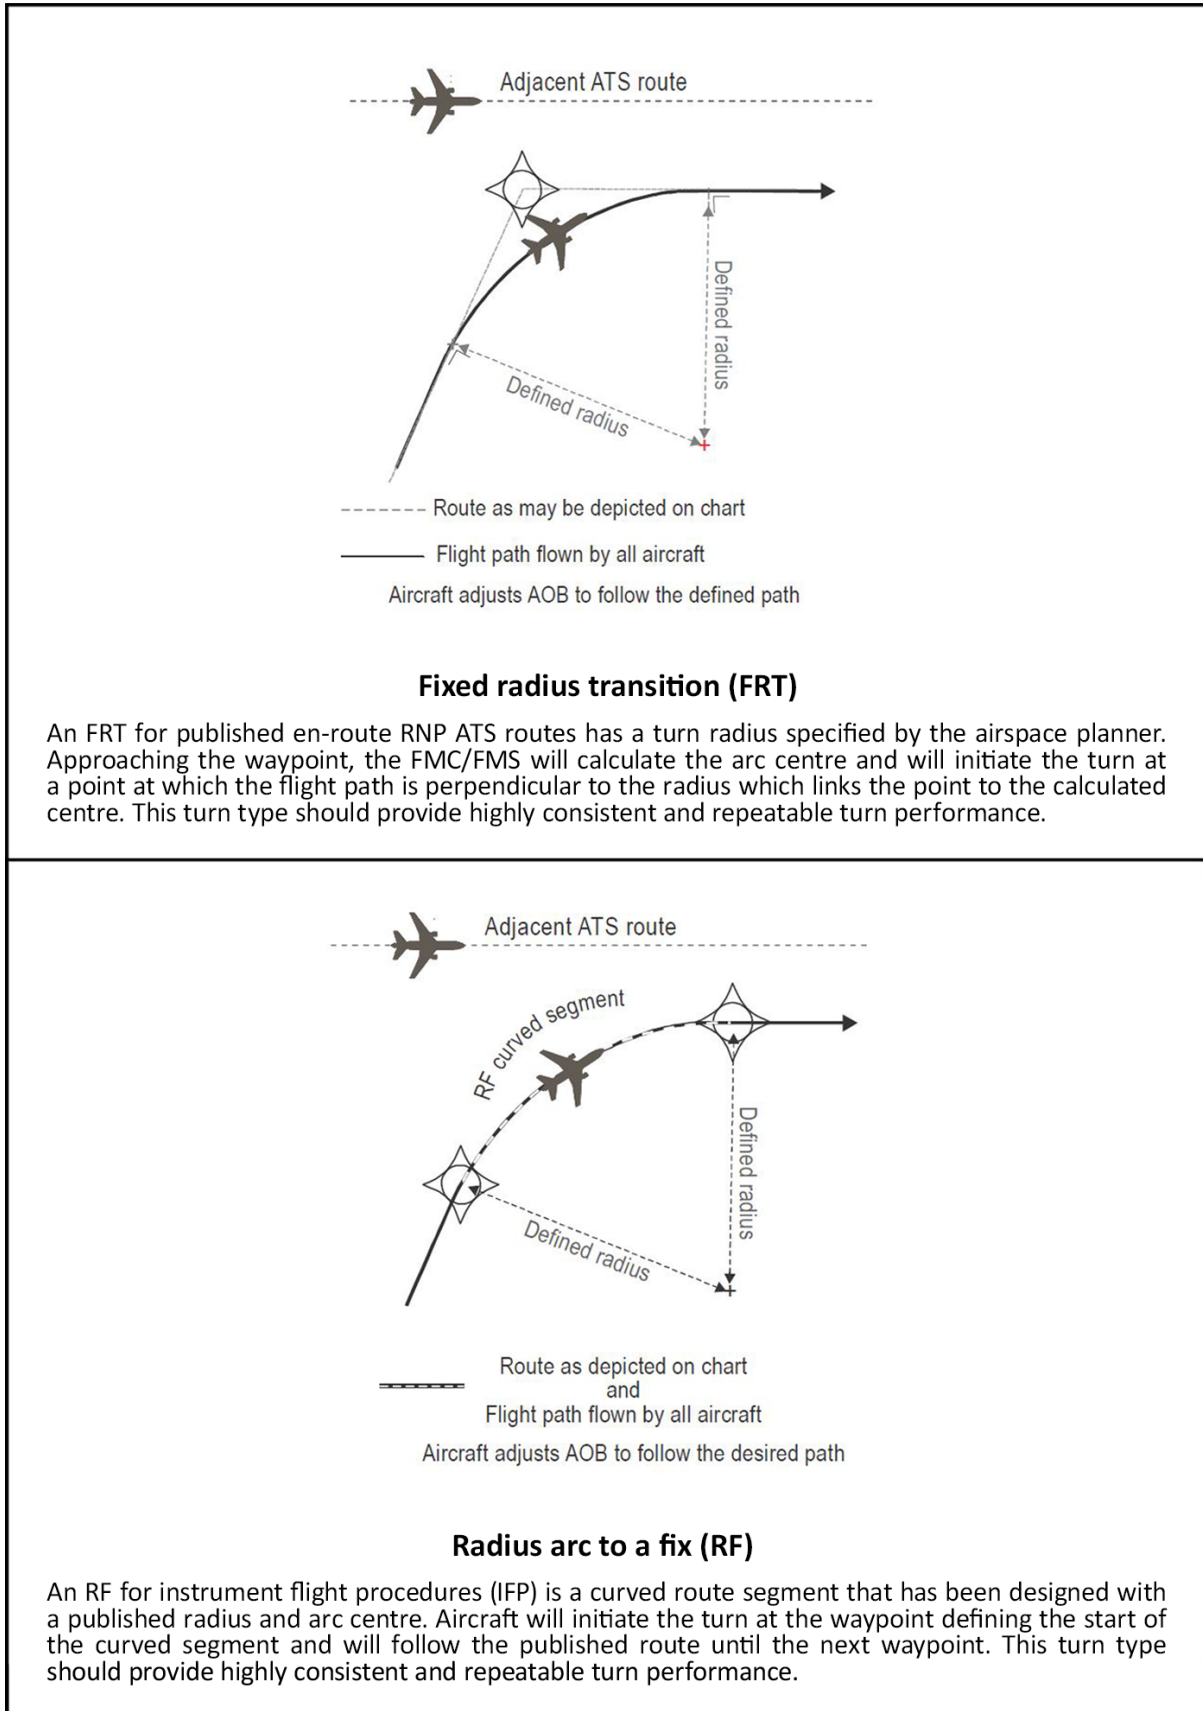 Adjacent ATS route
Defined radius
Defined radius
Route as may be depicted on chart
Flight path flown by all aircraft
Aircraft adjusts AOB to follow the defined path
Fixed radius transition (FRT)
An FRT for published en-route RNP ATS routes has a turn radius specified by the airspace planner.
Approaching the waypoint, the FMC/FMS will calculate the arc centre and will initiate the turn at
a point at which the flight path is perpendicular to the radius which links the point to the calculated
centre. This turn type should provide highly consistent and repeatable turn performance.
Adjacent ATS route
RF curved segment
Defined radius
Defined radius
Route as depicted on chart
and
Flight path flown by all aircraft
Aircraft adjusts AOB to follow the desired path
Radius arc to a fix (RF)
An RF for instrument flight procedures (IFP) is a curved route segment that has been designed with
a published radius and arc centre. Aircraft will initiate the turn at the waypoint defining the start of
the curved segment and will follow the published route until the next waypoint. This turn type
should provide highly consistent and repeatable turn performance.